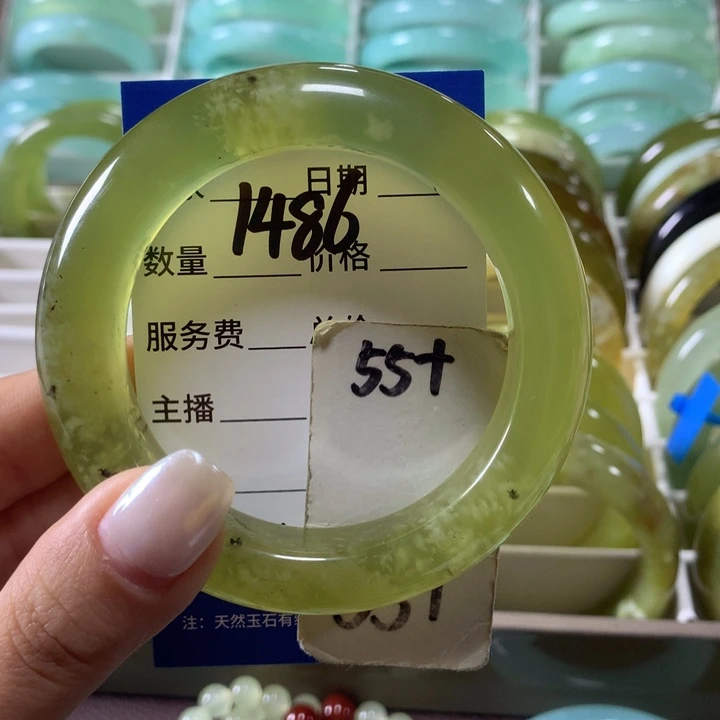 日期
1486
数量 价格
服务费
55+
主播
注：天然玉石有